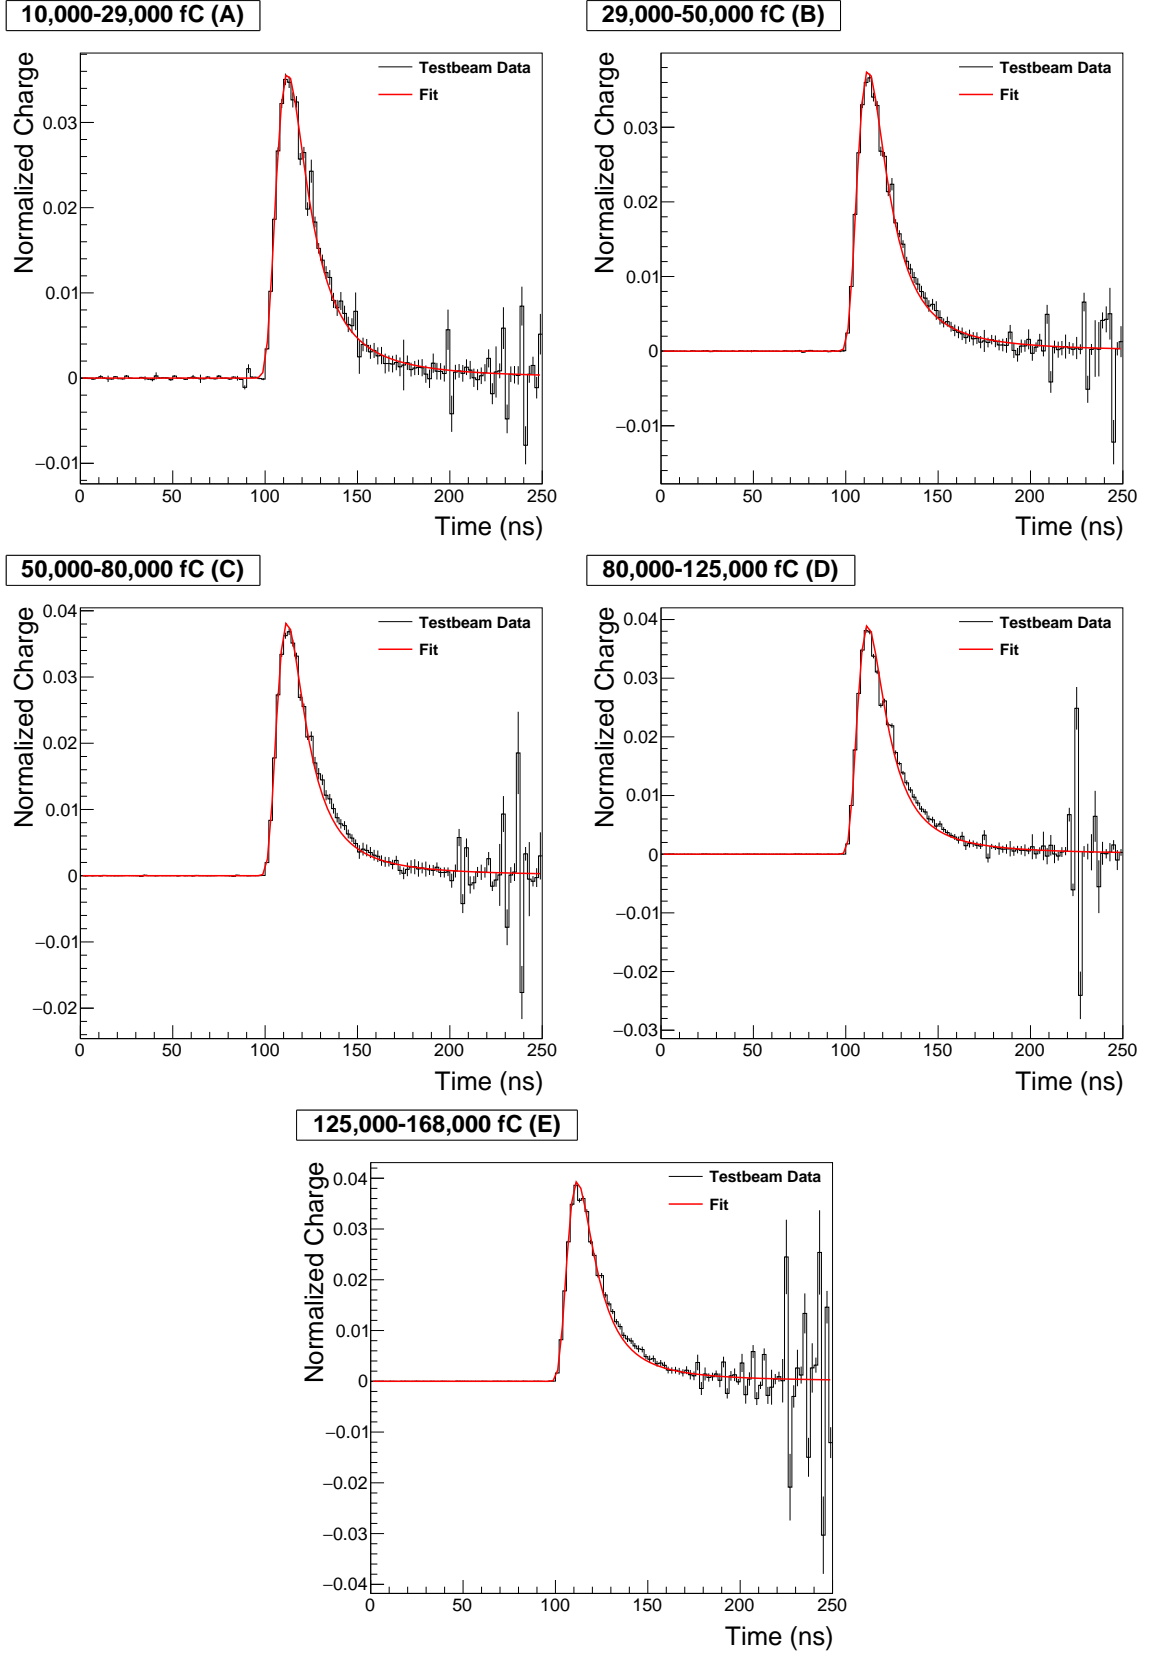 10,000-29,000 fC (A)
Normalized Charge
Testbeam Data
Fit
0.03
0.02
0.01
0
−0.01
0 50 100 150 200 250
Time (ns)
29,000-50,000 fC (B)
Normalized Charge
Testbeam Data
Fit
0.03
0.02
0.01
0
−0.01
0 50 100 150 200 250
Time (ns)
50,000-80,000 fC (C)
Normalized Charge
Testbeam Data
Fit
0.04
0.03
0.02
0.01
0
−0.01
−0.02
0 50 100 150 200 250
Time (ns)
80,000-125,000 fC (D)
Normalized Charge
Testbeam Data
Fit
0.04
0.03
0.02
0.01
0
−0.01
−0.02
−0.03
0 50 100 150 200 250
Time (ns)
125,000-168,000 fC (E)
Normalized Charge
Testbeam Data
Fit
0.04
0.03
0.02
0.01
0
−0.01
−0.02
−0.03
−0.04
0 50 100 150 200 250
Time (ns)